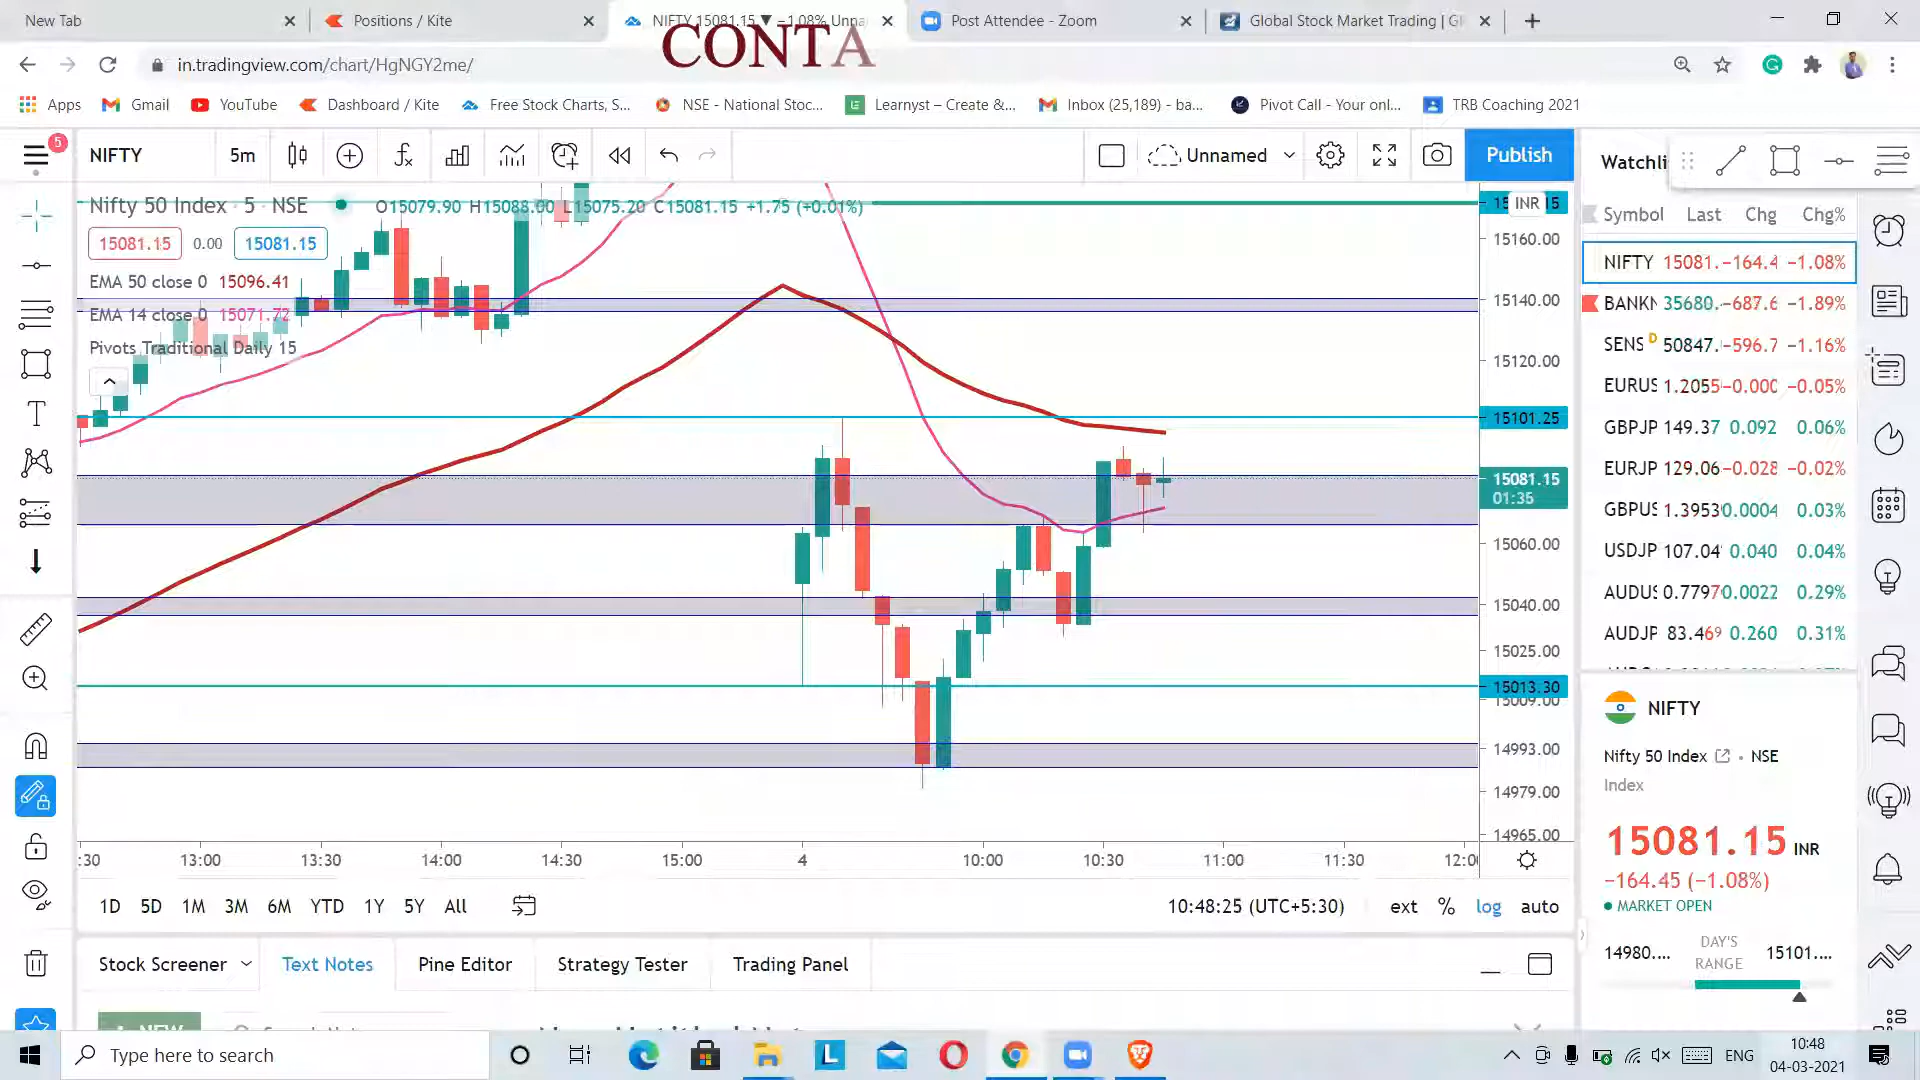 New Tab
Positions / Kite
NIFTY 15081.15 ▼ −1.08% Unna
Post Attendee - Zoom
Global Stock Market Trading | Gl
CONTA
in.tradingview.com/chart/HgNGY2me/
Apps
Gmail
YouTube
Dashboard / Kite
Free Stock Charts, S...
NSE - National Stoc...
Learnyst – Create &...
Inbox (25,189) - ba...
Pivot Call - Your onl...
TRB Coaching 2021
5
NIFTY
5m
Unnamed
Publish
Watchli
Nifty 50 Index · 5 · NSE
O15079.90 H15088.00 L15075.20 C15081.15 +1.75 (+0.01%)
INR
15081.15 0.00 15081.15
EMA 50 close 0 15096.41
EMA 14 close 0 15071.72
Pivots Traditional Daily 15
15160.00
15140.00
15120.00
15101.25
15081.15
01:35
15060.00
15040.00
15025.00
15013.30
15009.00
14993.00
14979.00
14965.00
:30 13:00 13:30 14:00 14:30 15:00 4 10:00 10:30 11:00 11:30 12:0
1D 5D 1M 3M 6M YTD 1Y 5Y All
10:48:25 (UTC+5:30)
ext % log auto
Stock Screener
Text Notes
Pine Editor
Strategy Tester
Trading Panel
Symbol Last Chg Chg%
NIFTY 15081. −164.4 −1.08%
BANKN 35680. −687.6 −1.89%
SENS D 50847. −596.7 −1.16%
EURUS 1.2055 −0.000 −0.05%
GBPJP 149.37 0.092 0.06%
EURJP 129.06 −0.028 −0.02%
GBPUS 1.3953 0.0004 0.03%
USDJP 107.04 0.040 0.04%
AUDUS 0.7797 0.0022 0.29%
AUDJP 83.469 0.260 0.31%
NIFTY
Nifty 50 Index · NSE
Index
15081.15 INR
−164.45 (−1.08%)
MARKET OPEN
14980.... DAY'S RANGE 15101....
Type here to search
ENG
10:48
04-03-2021